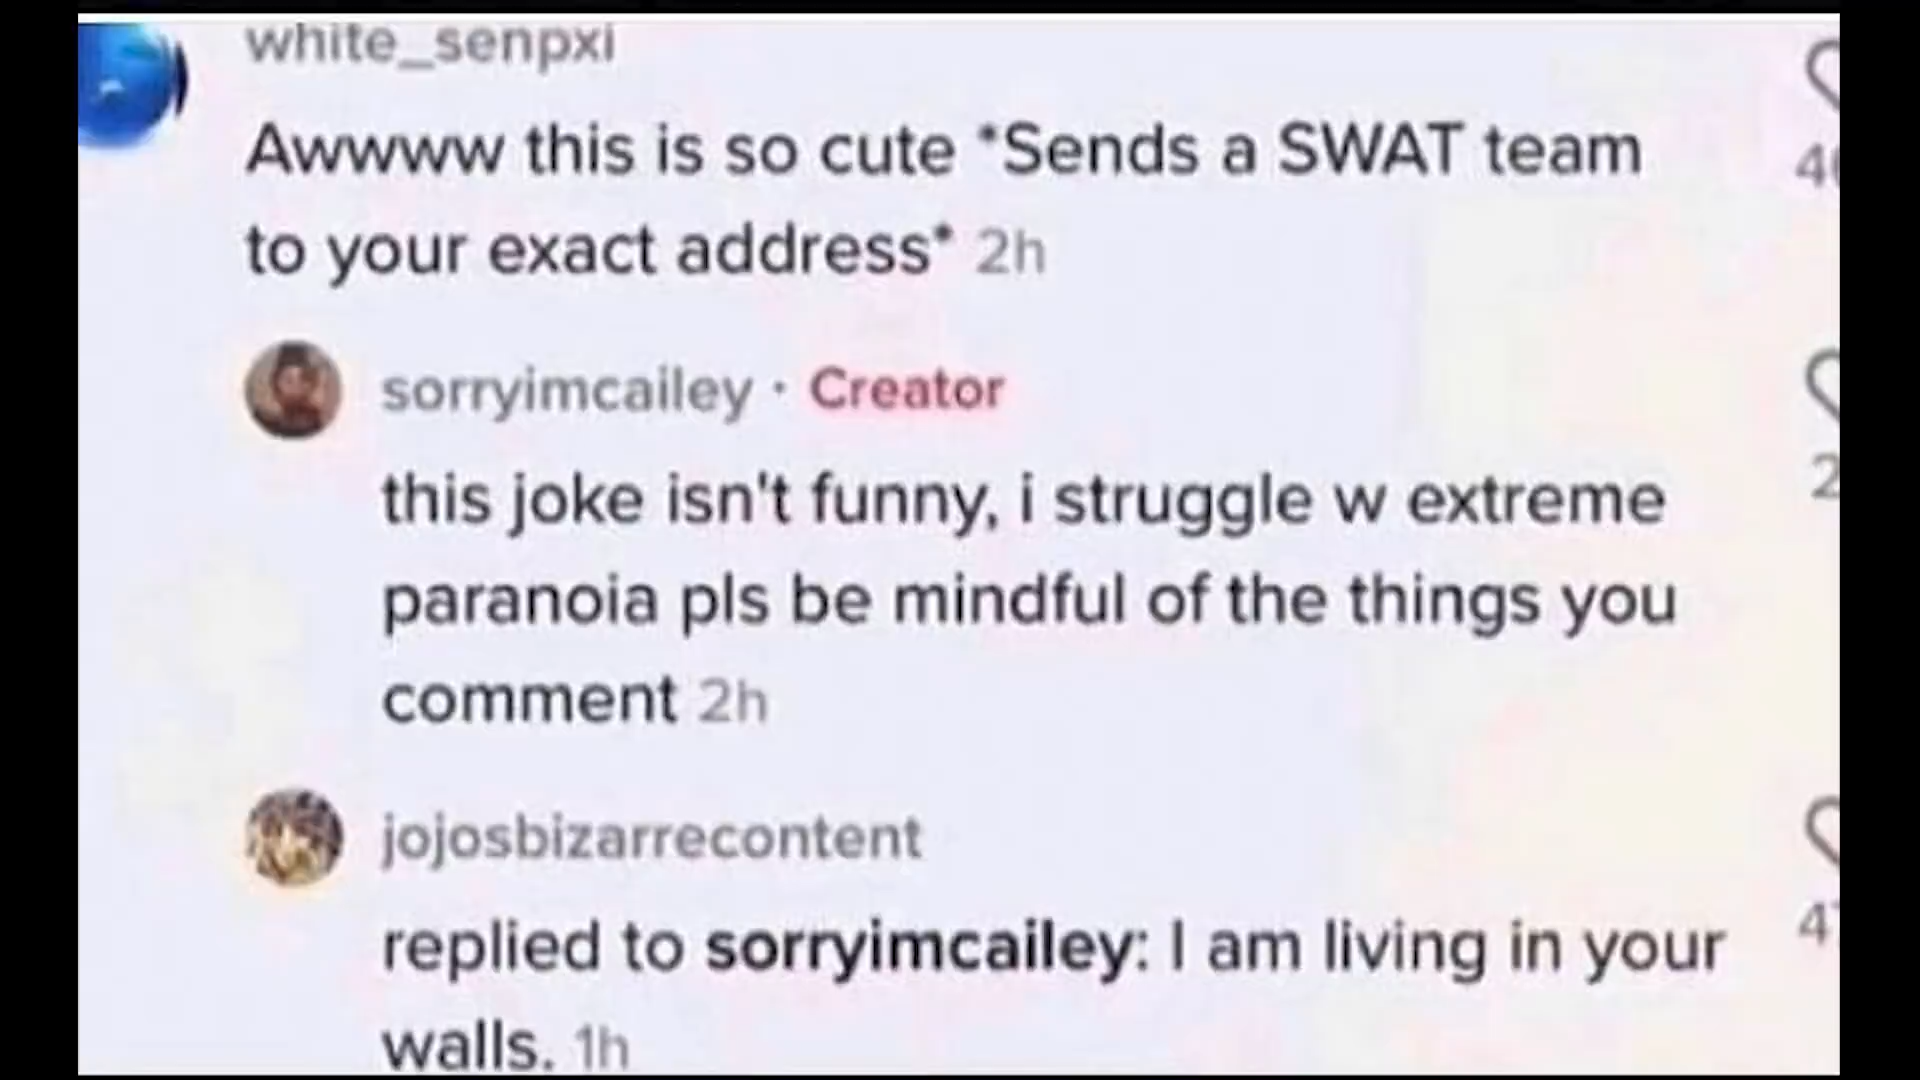 white_senpxi
Awwww this is so cute *Sends a SWAT team
to your exact address* 2h
sorryimcailey · Creator
this joke isn't funny, i struggle w extreme
paranoia pls be mindful of the things you
comment 2h
jojosbizarrecontent
replied to sorryimcailey: I am living in your
walls. 1h